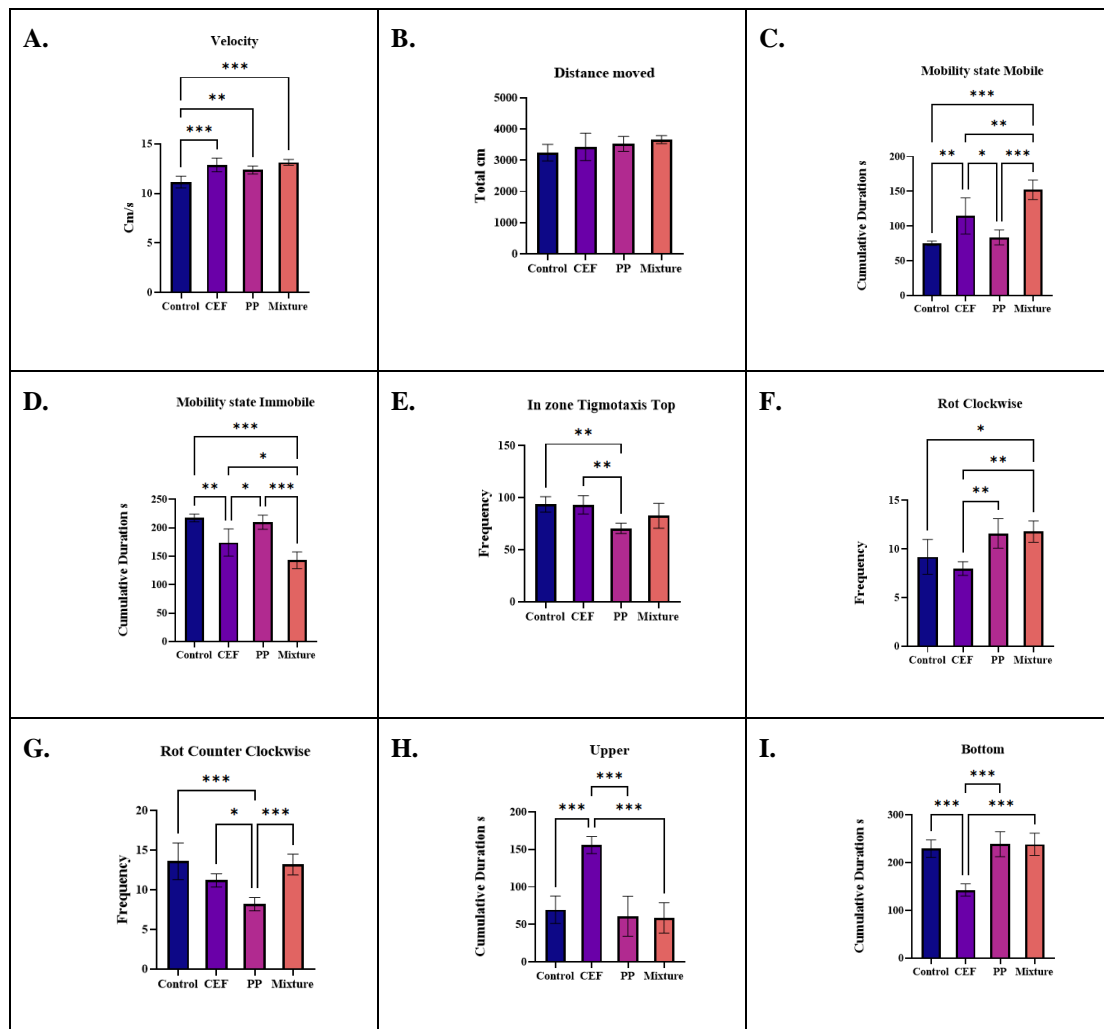 A.
Velocity
***
**
***
Cm/s
15
10
5
0
Control CEF PP Mixture
B.
Distance moved
Total cm
5000
4000
3000
2000
1000
0
Control CEF PP Mixture
C.
Mobility state Mobile
***
**
** * ***
Cumulative Duration s
200
150
100
50
0
Control CEF PP Mixture
D.
Mobility state Immobile
***
*
** * ***
Cumulative Duration s
250
200
150
100
50
0
Control CEF PP Mixture
E.
In zone Tigmotaxis Top
**
**
Frequency
150
100
50
0
Control CEF PP Mixture
F.
Rot Clockwise
*
**
**
Frequency
15
10
5
0
Control CEF PP Mixture
G.
Rot Counter Clockwise
***
* ***
Frequency
20
15
10
5
0
Control CEF PP Mixture
H.
Upper
***
*** ***
Cumulative Duration s
200
150
100
50
0
Control CEF PP Mixture
I.
Bottom
***
*** ***
Cumulative Duration s
300
200
100
0
Control CEF PP Mixture